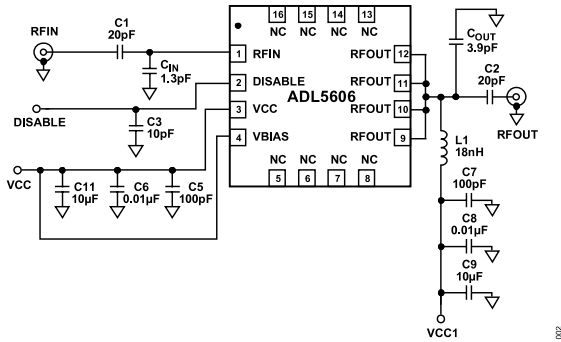 16 15 14 13
NC NC NC NC
RFIN
C1
20pF
CIN
1.3pF
1 RFIN
2 DISABLE
3 VCC
4 VBIAS
ADL5606
RFOUT 12
RFOUT 11
RFOUT 10
RFOUT 9
NC NC NC NC
5 6 7 8
DISABLE
C3
10pF
VCC
C11
10µF
C6
0.01µF
C5
100pF
COUT
3.9pF
C2
20pF
RFOUT
L1
18nH
C7
100pF
C8
0.01µF
C9
10µF
VCC1
002